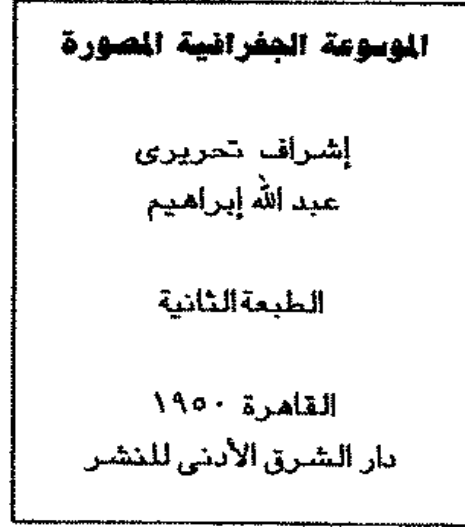 الموسوعة الجغرافية المصورة
إشراف تحريرى
عبد الله إبراهيم
الطبعة الثانية
القاهرة ١٩٥٠
دار الشرق الأدنى للنشر